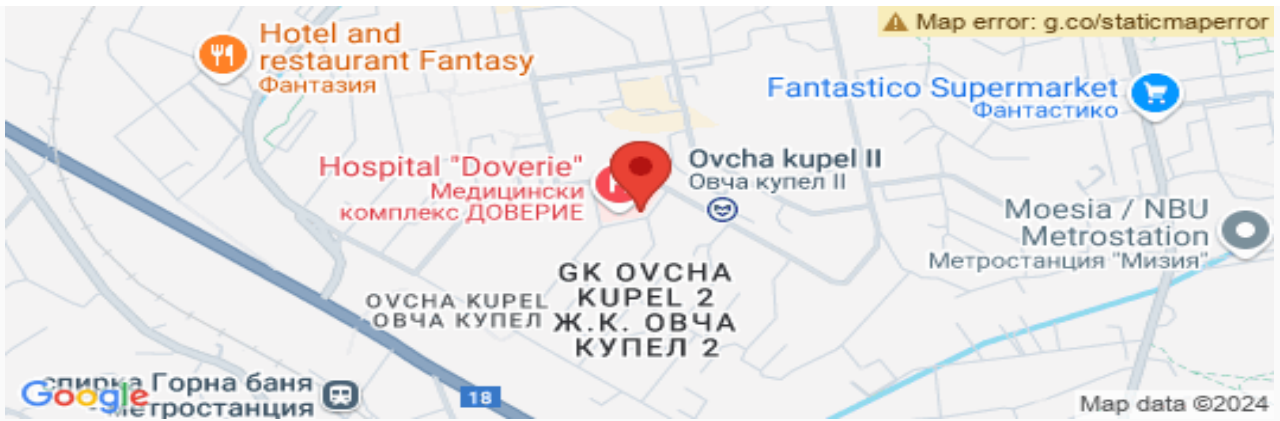 Map error: g.co/staticmaperror
Hotel and
restaurant Fantasy
Фантазия
Fantastico Supermarket
Фантастико
Hospital "Doverie"
Медицински
комплекс ДОВЕРИЕ
Ovcha kupel II
Овча купел II
Moesia / NBU
Metrostation
Метростанция "Мизия"
GK OVCHA
KUPEL 2
Ж.К. ОВЧА
КУПЕЛ 2
OVCHA KUPEL
ОВЧА КУПЕЛ
Горна баня
Google
18
Map data ©2024